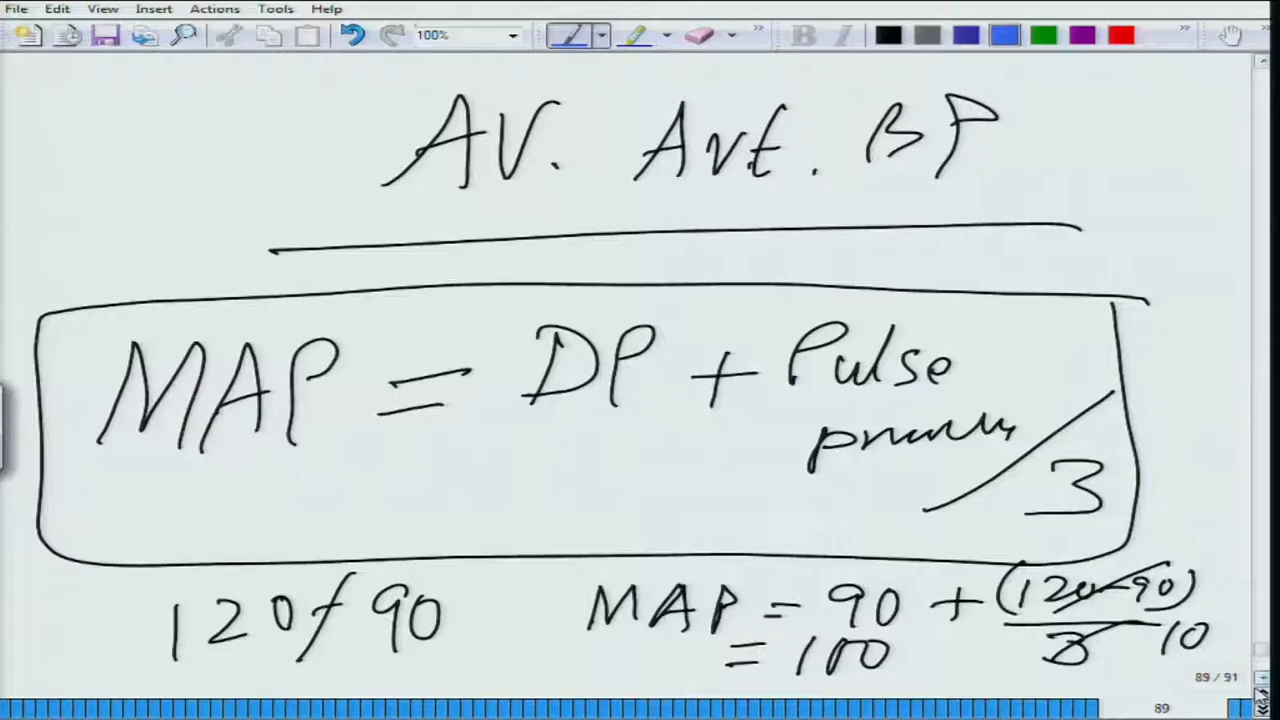 File Edit View Insert Actions Tools Help
100%
AV. Art. BP
MAP = DP + Pulse
pressure / 3
120/90 MAP = 90 + (120-90) / 3 10
= 100
89 / 91
89